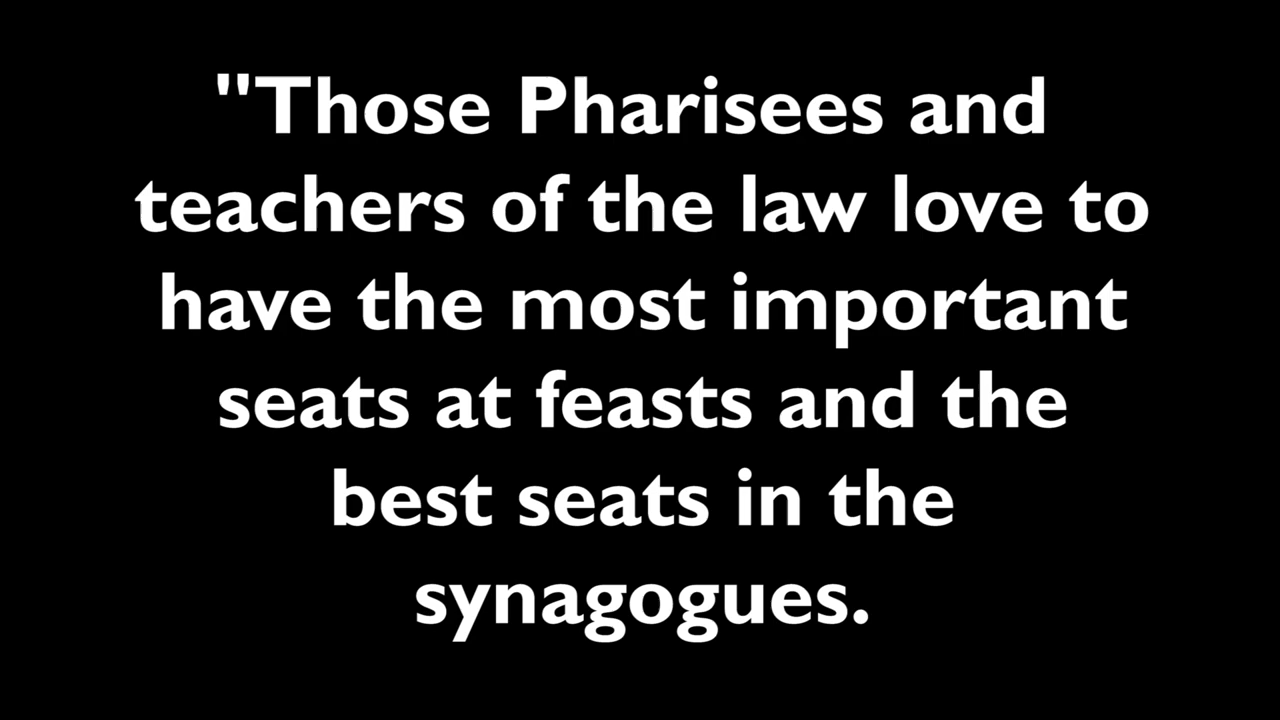 "Those Pharisees and
teachers of the law love to
have the most important
seats at feasts and the
best seats in the
synagogues.